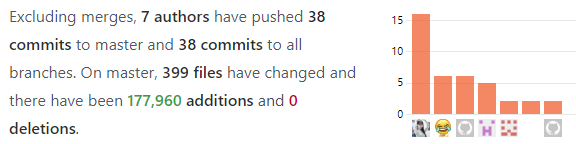 Excluding merges, 7 authors have pushed 38
commits to master and 38 commits to all
branches. On master, 399 files have changed and
there have been 177,960 additions and 0
deletions.
15
10
5
0